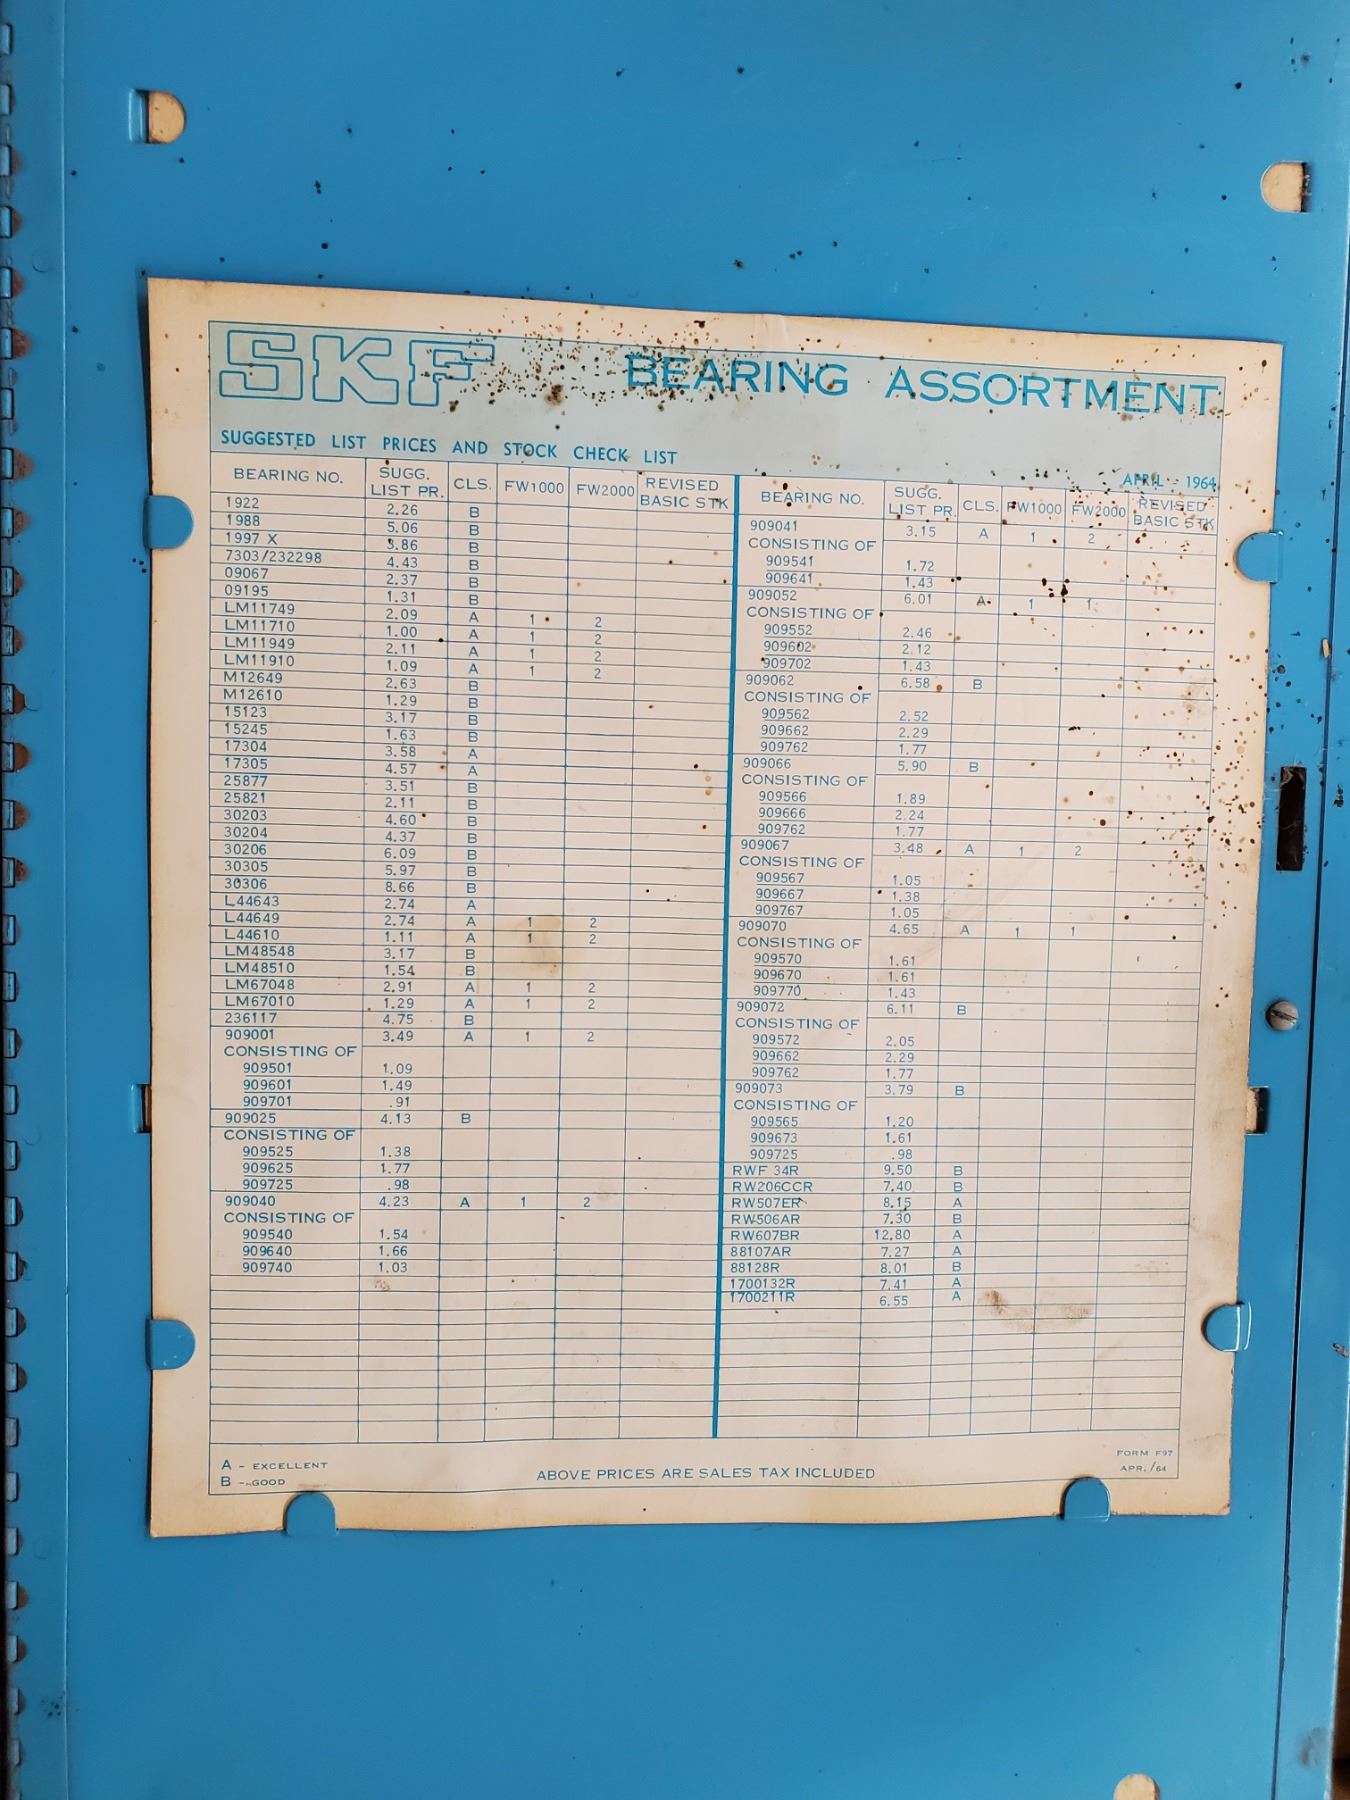 SKF BEARING ASSORTMENT
SUGGESTED LIST PRICES AND STOCK CHECK LIST
APRIL - 1964
BEARING NO. SUGG. LIST PR. CLS. FW1000 FW2000 REVISED BASIC STK
1922 2.26 B
1988 5.06 B
1997 X 3.86 B
7303/232298 4.43 B
09067 2.37 B
09195 1.31 B
LM11749 2.09 A 1 2
LM11710 1.00 A 1 2
LM11949 2.11 A 1 2
LM11910 1.09 A 1 2
M12649 2.63 B
M12610 1.29 B
15123 3.17 B
15245 1.63 B
17304 3.58 A
17305 4.57 A
25877 3.51 B
25821 2.11 B
30203 4.60 B
30204 4.37 B
30206 6.09 B
30305 5.97 B
30306 8.66 B
L44643 2.74 A
L44649 2.74 A 1 2
L44610 1.11 A 1 2
LM48548 3.17 B
LM48510 1.54 B
LM67048 2.91 A 1 2
LM67010 1.29 A 1 2
236117 4.75 B
909001 3.49 A 1 2
CONSISTING OF
909501 1.09
909601 1.49
909701 .91
909025 4.13 B
CONSISTING OF
909525 1.38
909625 1.77
909725 .98
909040 4.23 A 1 2
CONSISTING OF
909540 1.54
909640 1.66
909740 1.03
BEARING NO. SUGG. LIST PR. CLS. FW1000 FW2000 REVISED BASIC STK
909041 3.15 A 1 2
CONSISTING OF
909541 1.72
909641 1.43
909052 6.01 A 1 1
CONSISTING OF
909552 2.46
909602 2.12
909702 1.43
909062 6.58 B
CONSISTING OF
909562 2.52
909662 2.29
909762 1.77
909066 5.90 B
CONSISTING OF
909566 1.89
909666 2.24
909762 1.77
909067 3.48 A 1 2
CONSISTING OF
909567 1.05
909667 1.38
909767 1.05
909070 4.65 A 1 1
CONSISTING OF
909570 1.61
909670 1.61
909770 1.43
909072 6.11 B
CONSISTING OF
909572 2.05
909662 2.29
909762 1.77
909073 3.79 B
CONSISTING OF
909565 1.20
909673 1.61
909725 .98
RWF 34R 9.50 B
RW206CCR 7.40 B
RW507ER 8.15 A
RW506AR 7.30 B
RW607BR 12.80 A
88107AR 7.27 A
88128R 8.01 B
1700132R 7.41 A
1700211R 6.55 A
A - EXCELLENT
B - GOOD
ABOVE PRICES ARE SALES TAX INCLUDED
FORM F97
APR./64